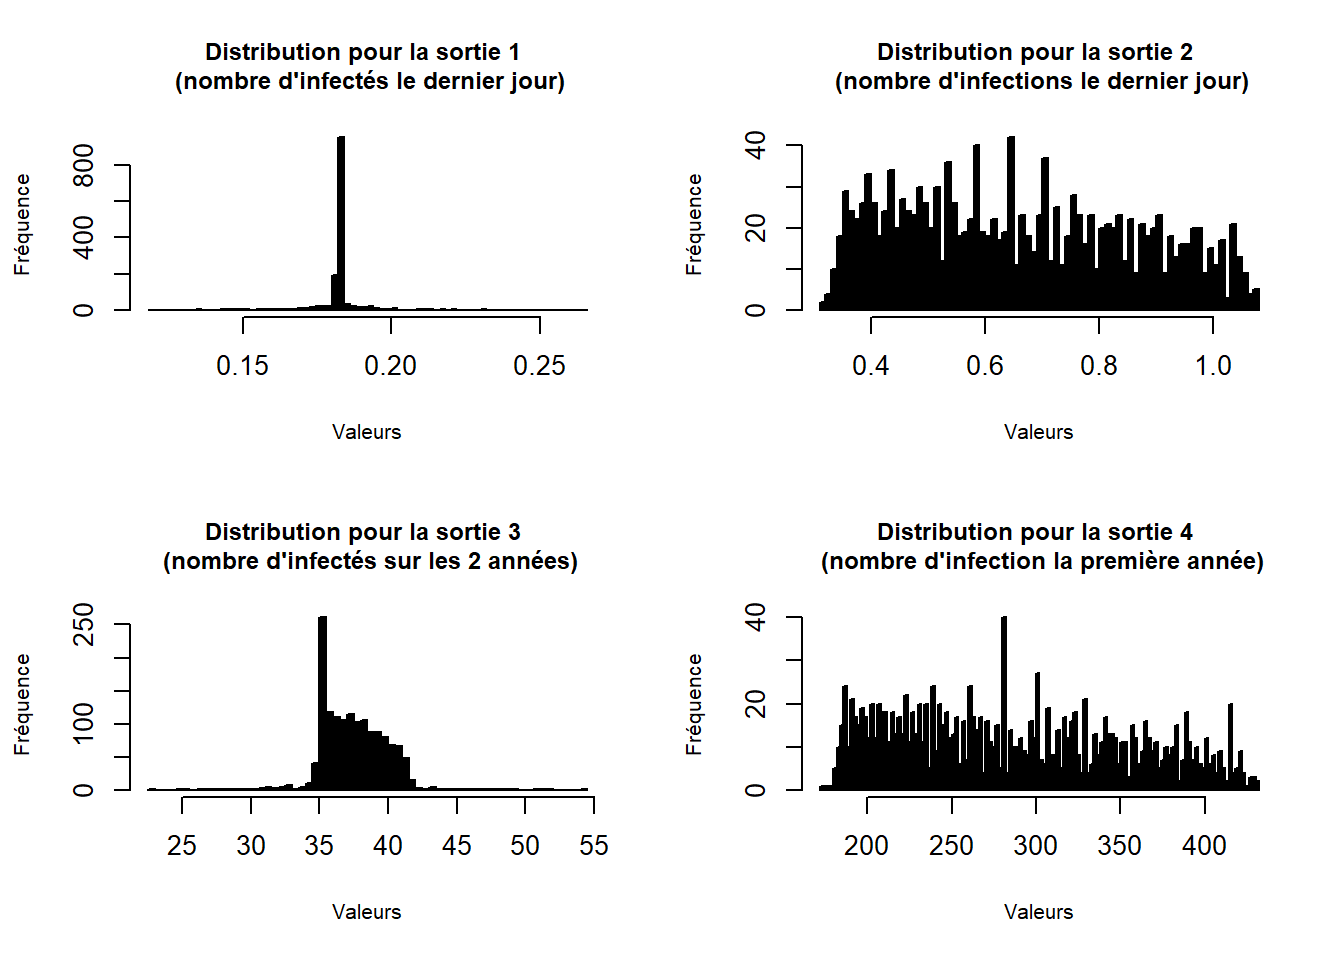 Distribution pour la sortie 1
(nombre d'infectés le dernier jour)
Fréquence
0 400 800
0.15 0.20 0.25
Valeurs
Distribution pour la sortie 2
(nombre d'infections le dernier jour)
Fréquence
0 20 40
0.4 0.6 0.8 1.0
Valeurs
Distribution pour la sortie 3
(nombre d'infectés sur les 2 années)
Fréquence
0 100 250
25 30 35 40 45 50 55
Valeurs
Distribution pour la sortie 4
(nombre d'infection la première année)
Fréquence
0 20 40
200 250 300 350 400
Valeurs